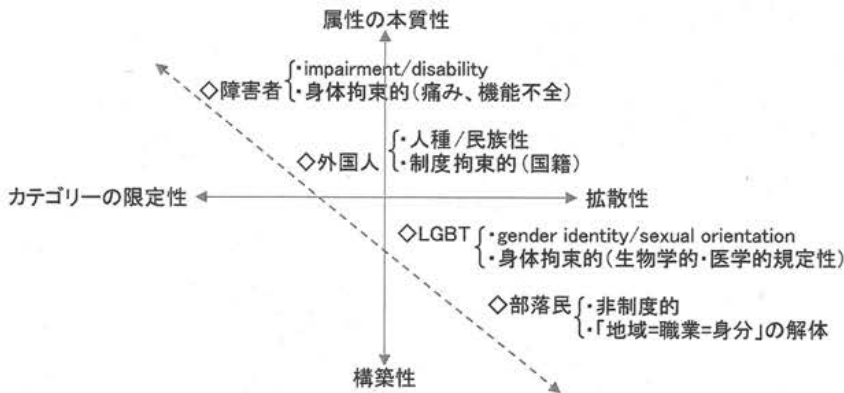 属性の本質性
◇障害者
・impairment/disability
・身体拘束的(痛み、機能不全)
◇外国人
・人種/民族性
・制度拘束的(国籍)
カテゴリーの限定性
拡散性
◇LGBT
・gender identity/sexual orientation
・身体拘束的(生物学的・医学的規定性)
◇部落民
・非制度的
・「地域=職業=身分」の解体
構築性